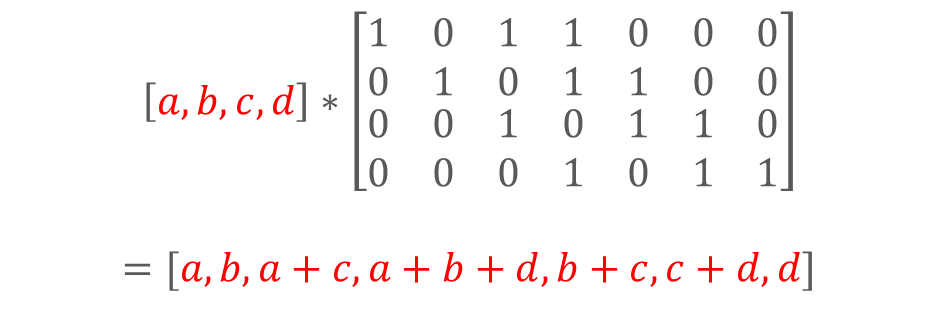 1 0 1 1 0 0 0
0 1 0 1 1 0 0
[a, b, c, d] *
0 0 1 0 1 1 0
0 0 0 1 0 1 1
= [a, b, a + c, a + b + d, b + c, c + d, d]